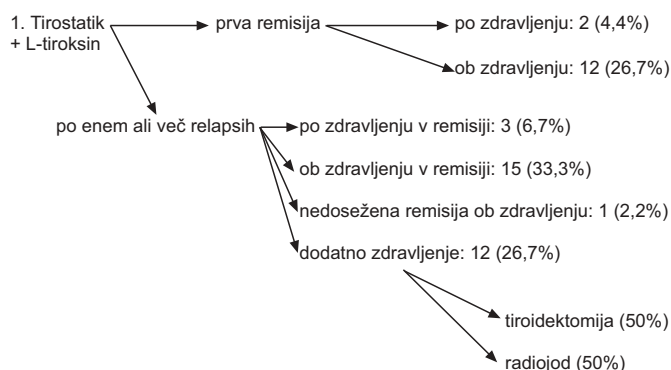 1. Tirostatik
+ L-tiroksin
prva remisija
po zdravljenju: 2 (4,4%)
ob zdravljenju: 12 (26,7%)
po enem ali več relapsih
po zdravljenju v remisiji: 3 (6,7%)
ob zdravljenju v remisiji: 15 (33,3%)
nedosežena remisija ob zdravljenju: 1 (2,2%)
dodatno zdravljenje: 12 (26,7%)
tiroidektomija (50%)
radiojod (50%)